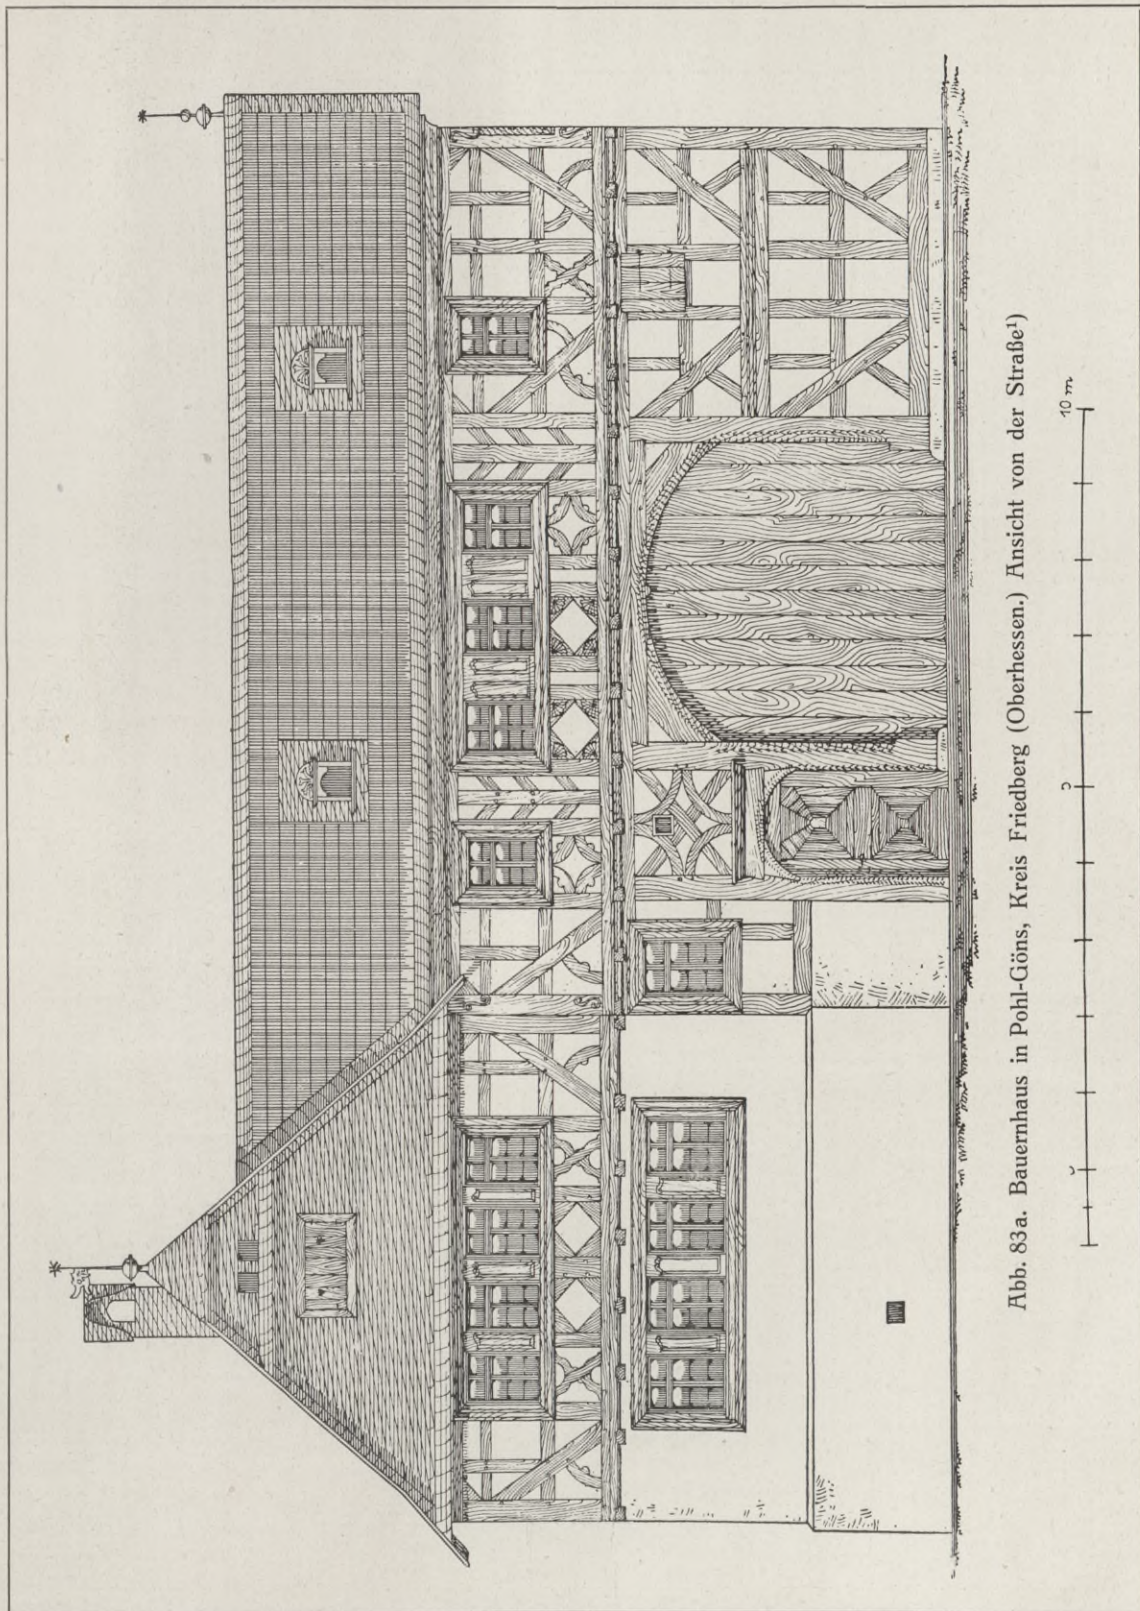 Abb. 83a. Bauernhaus in Pohl-Göns, Kreis Friedberg (Oberhessen.) Ansicht von der Straße¹)
10 m